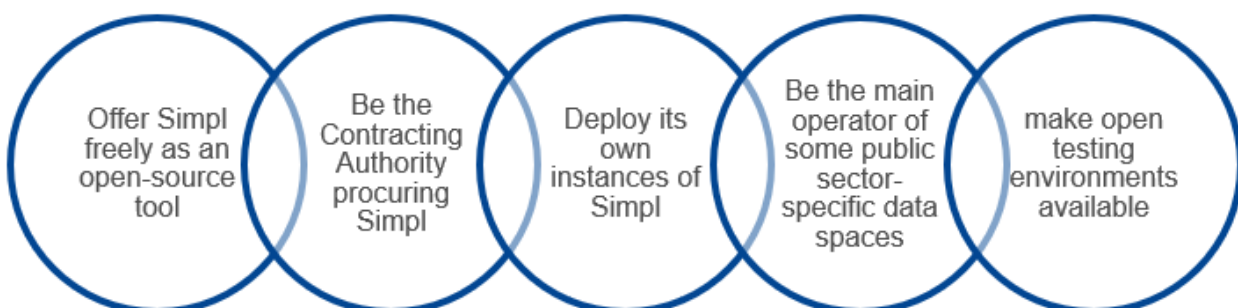 Offer Simpl
freely as an
open-source
tool
Be the
Contracting
Authority
procuring
Simpl
Deploy its
own
instances of
Simpl
Be the main
operator of
some public
sector-
specific data
spaces
make open
testing
environments
available